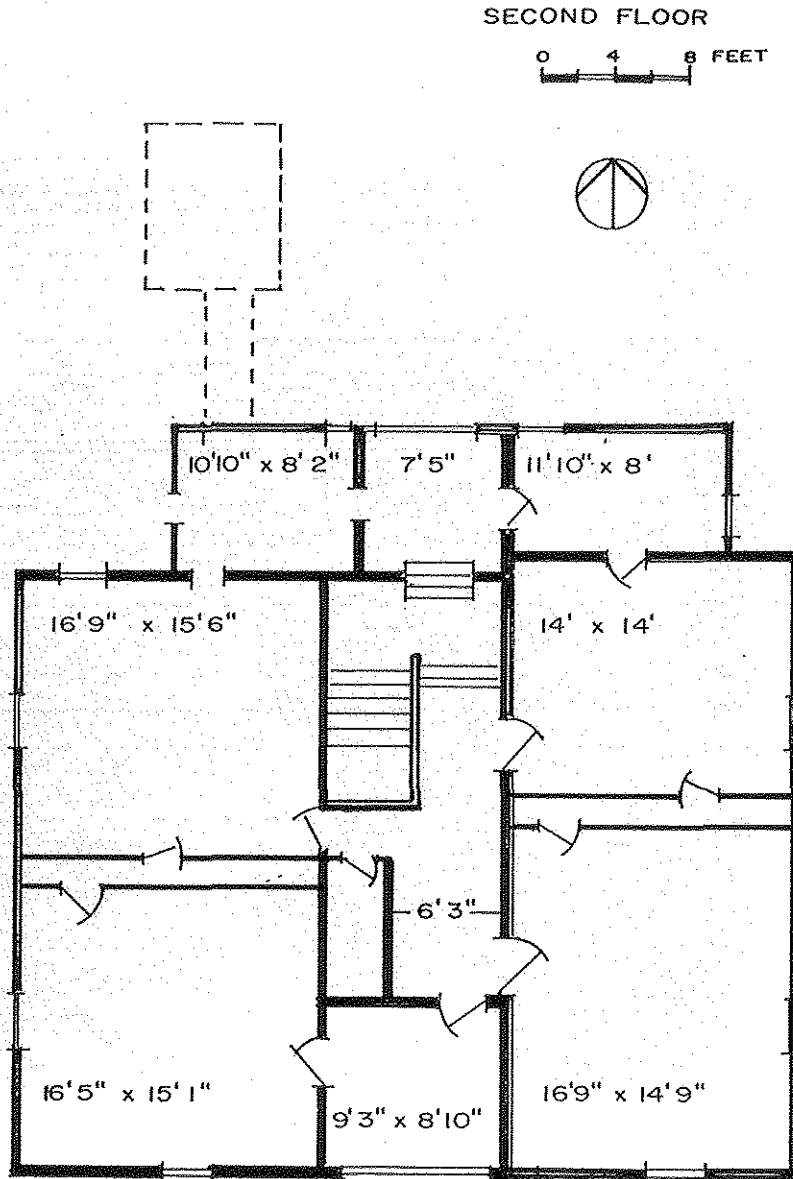 SECOND FLOOR
0 4 8 FEET
10'10" x 8'2"
7'5"
11'10" x 8'
16'9" x 15'6"
14' x 14'
6'3"
16'5" x 15'1"
9'3" x 8'10"
16'9" x 14'9"